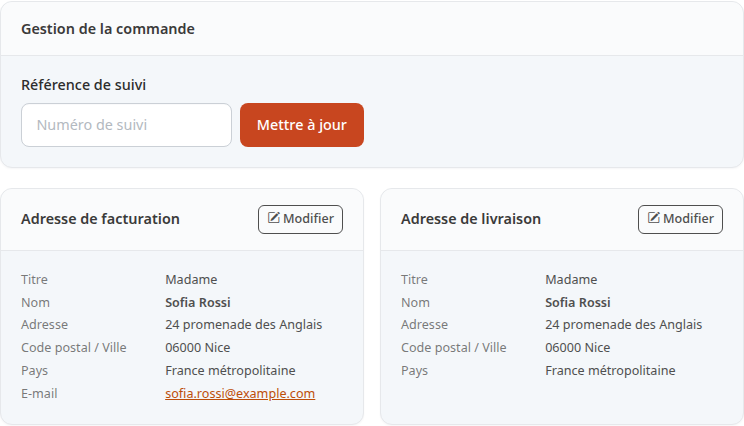 Gestion de la commande
Référence de suivi
Numéro de suivi
Mettre à jour
Adresse de facturation
Modifier
Titre Madame
Nom Sofia Rossi
Adresse 24 promenade des Anglais
Code postal / Ville 06000 Nice
Pays France métropolitaine
E-mail sofia.rossi@example.com
Adresse de livraison
Modifier
Titre Madame
Nom Sofia Rossi
Adresse 24 promenade des Anglais
Code postal / Ville 06000 Nice
Pays France métropolitaine